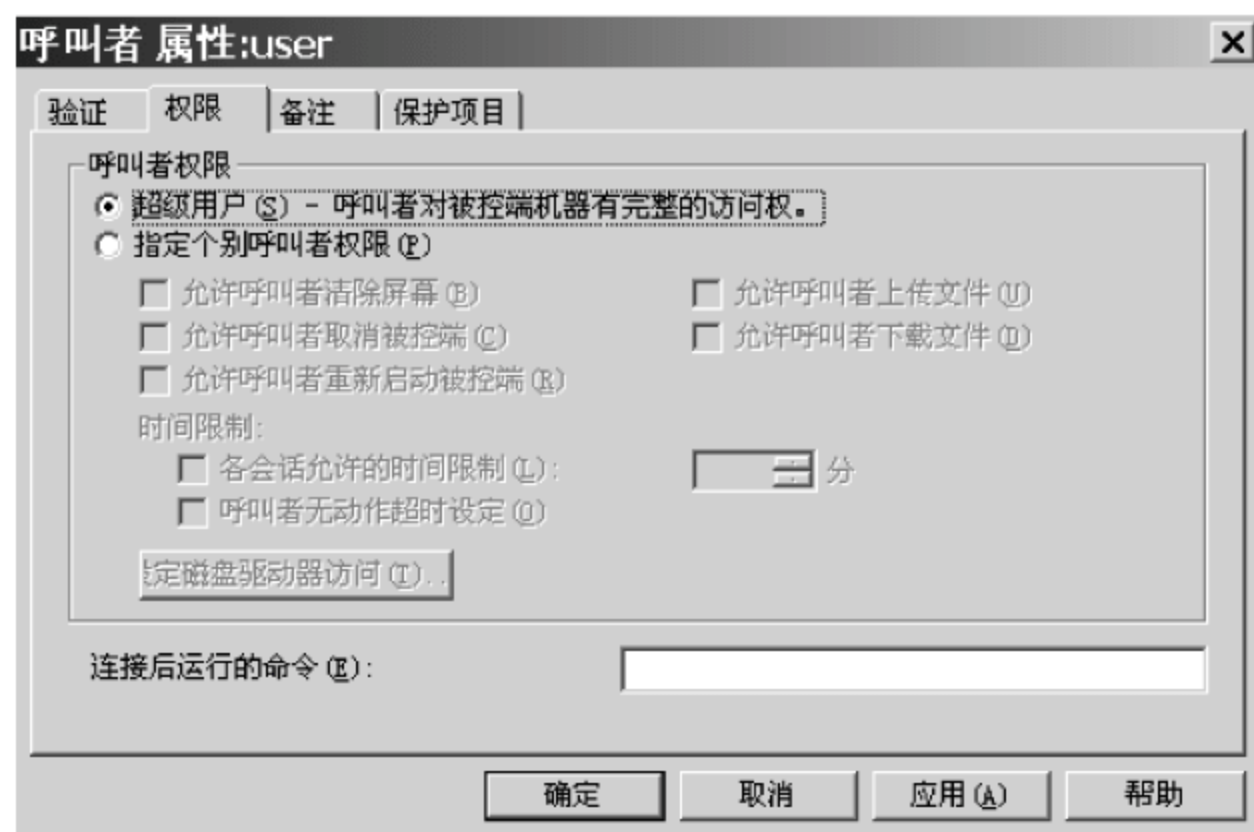 呼叫者 属性:user
验证 权限 备注 保护项目
呼叫者权限
超级用户(S) - 呼叫者对被控端机器有完整的访问权。
指定个别呼叫者权限(P)
允许呼叫者清除屏幕(B) 允许呼叫者上传文件(U)
允许呼叫者取消被控端(C) 允许呼叫者下载文件(D)
允许呼叫者重新启动被控端(R)
时间限制:
各会话允许的时间限制(L): 分
呼叫者无动作超时设定(O)
定磁盘驱动器访问(T)..
连接后运行的命令(E):
确定 取消 应用(A) 帮助